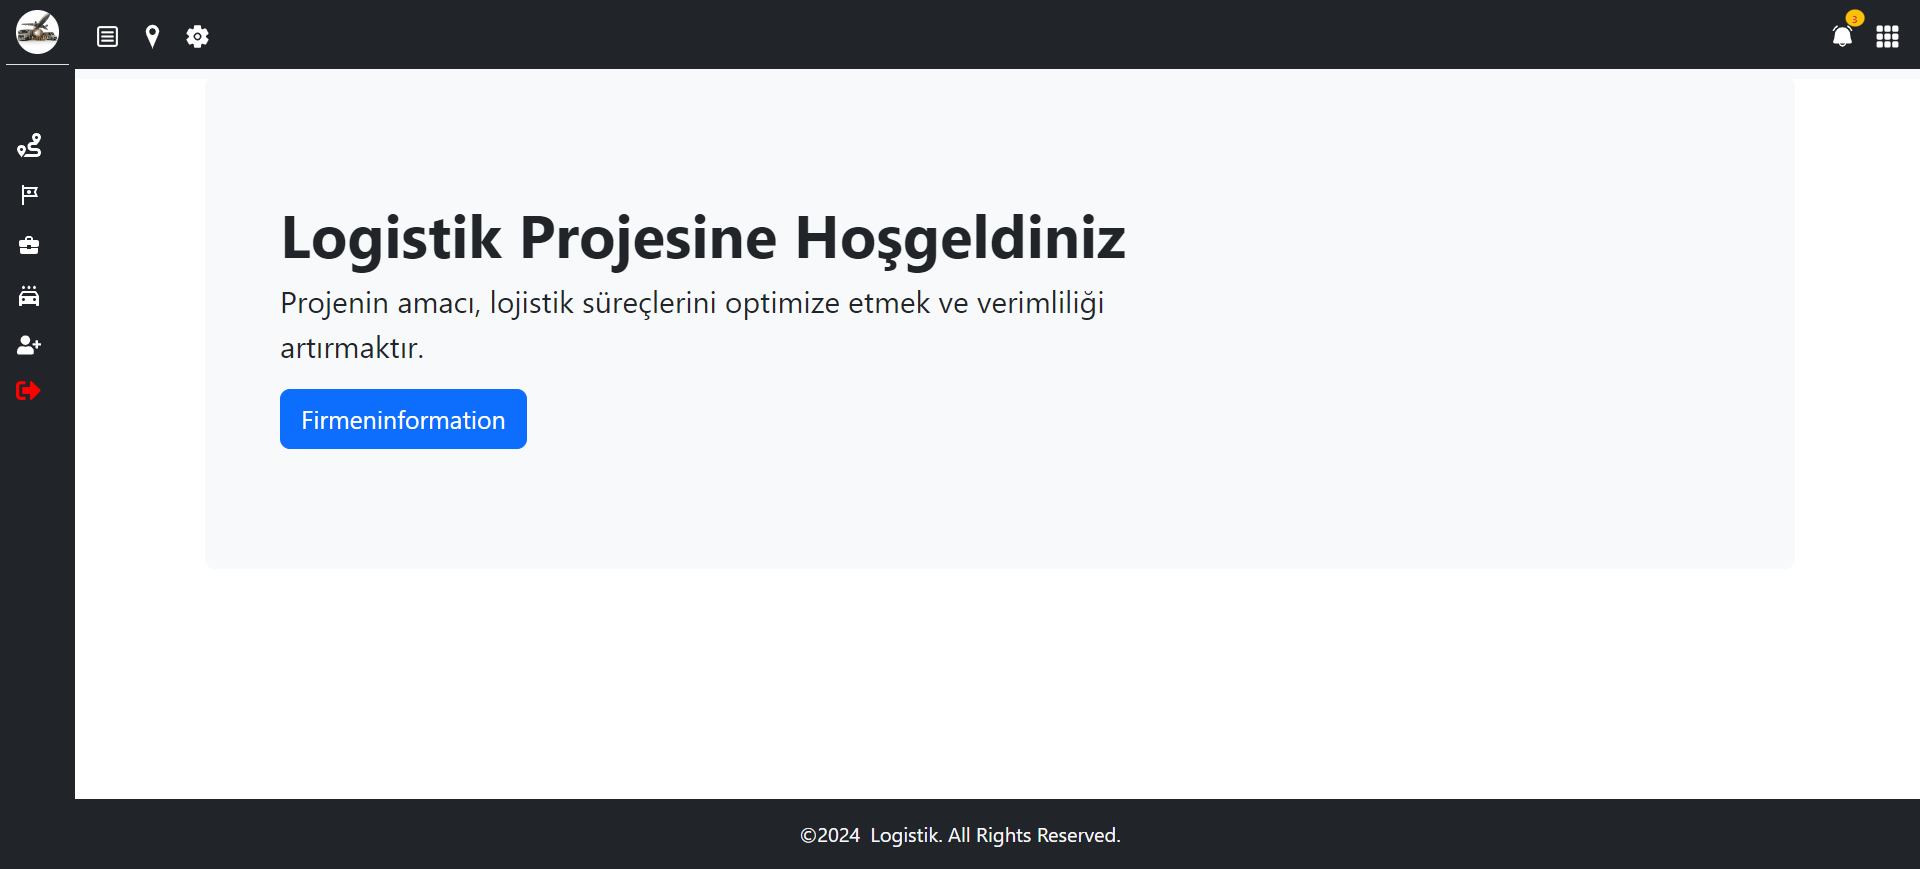 3
Logistik Projesine Hoşgeldiniz
Projenin amacı, lojistik süreçlerini optimize etmek ve verimliliği
artırmaktır.
Firmeninformation
©2024 Logistik. All Rights Reserved.